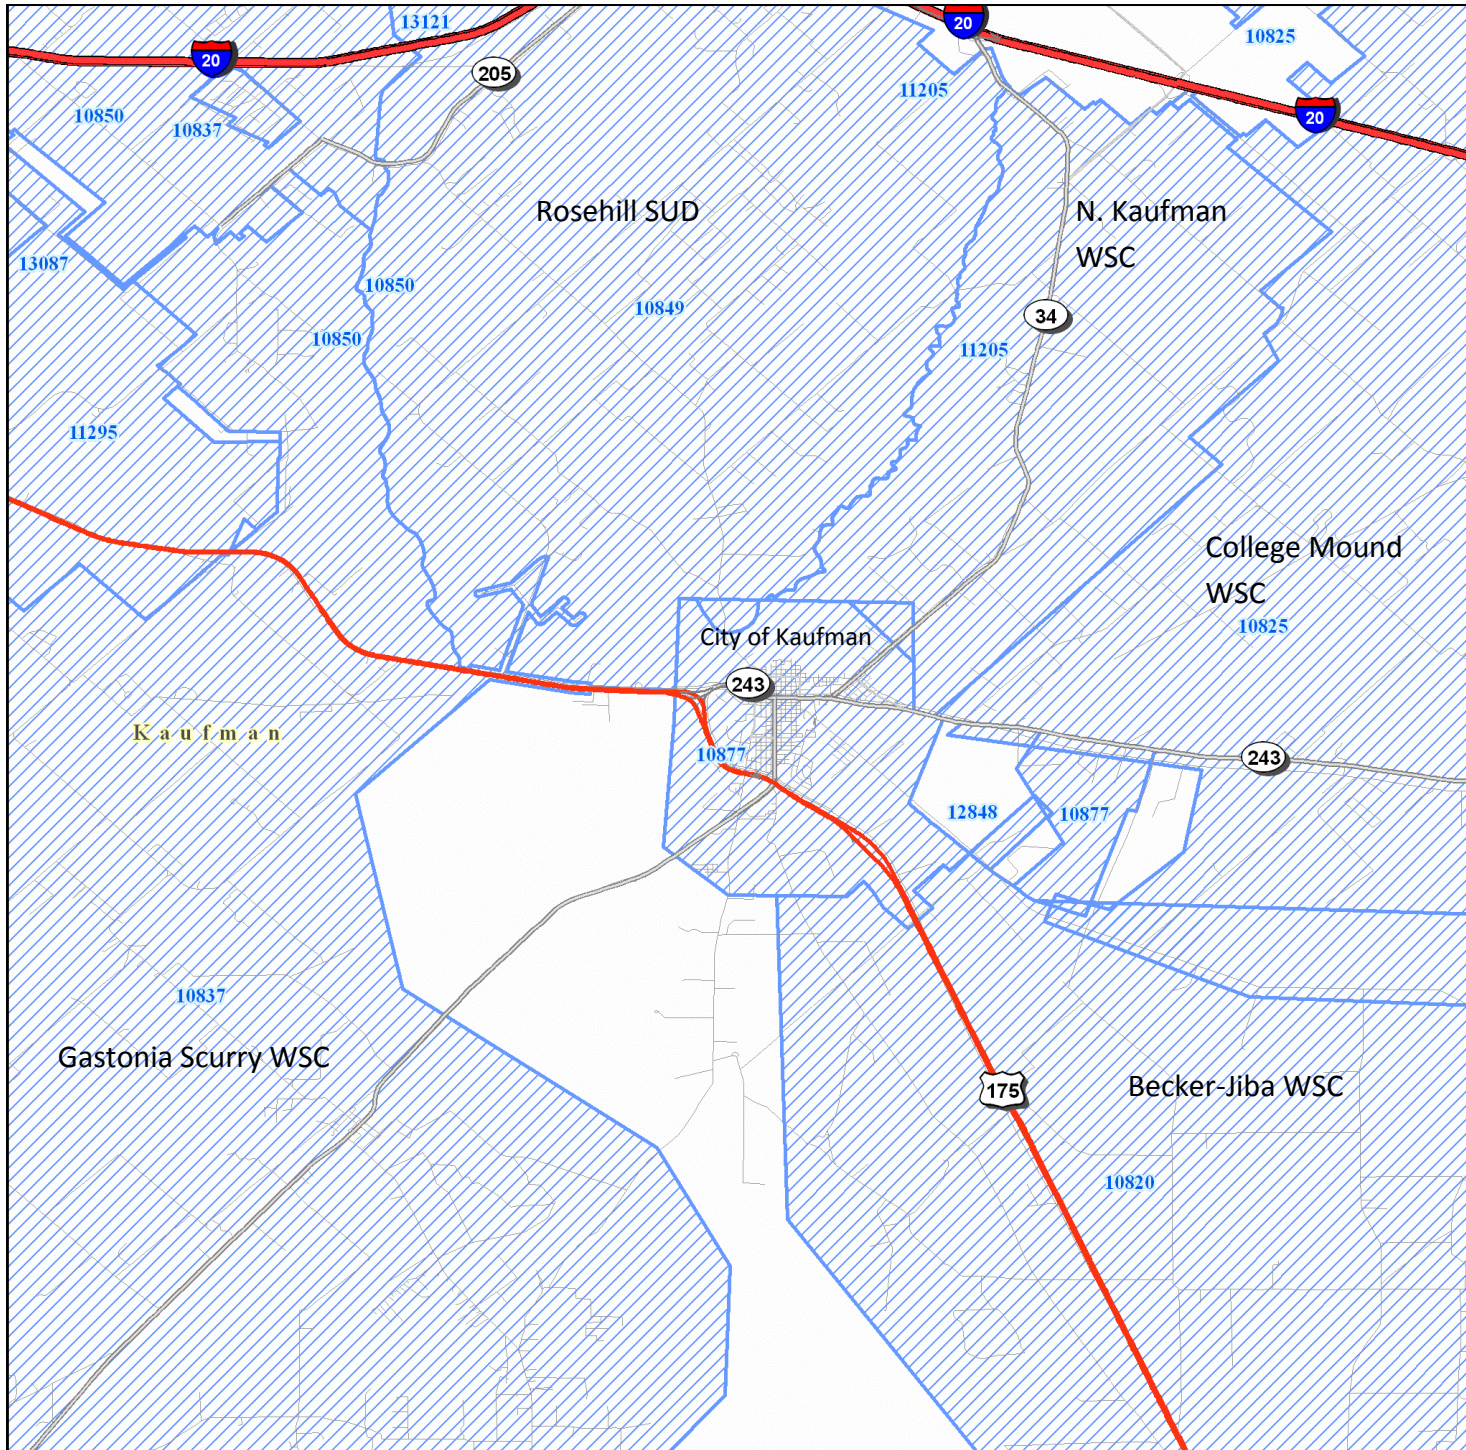 13121
20
10825
20
205
20
11205
10850
10837
Rosehill SUD
N. Kaufman
WSC
13087
10850
10849
34
10850
11205
11295
College Mound
WSC
10825
City of Kaufman
243
Kaufman
10877
243
12848
10877
10837
Gastonia Scurry WSC
175
Becker-Jiba WSC
10820